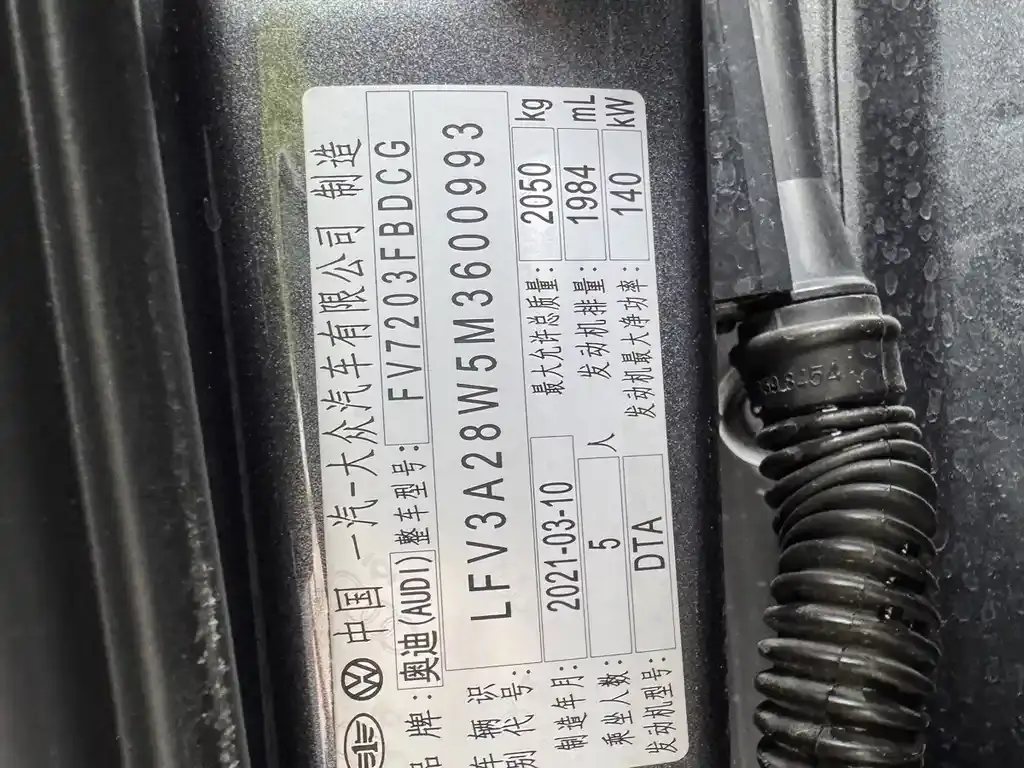 中国 一汽-大众汽车有限公司 制造
品 牌: 奥迪(AUDI) 整车型号: FV7203FBDCG
车辆识别代号: LFV3A28W5M3600993
制造年月: 2021-03-10 最大允许总质量: 2050 kg
乘坐人数: 5 人 发动机排量: 1984 mL
发动机型号: DTA 发动机最大净功率: 140 kW